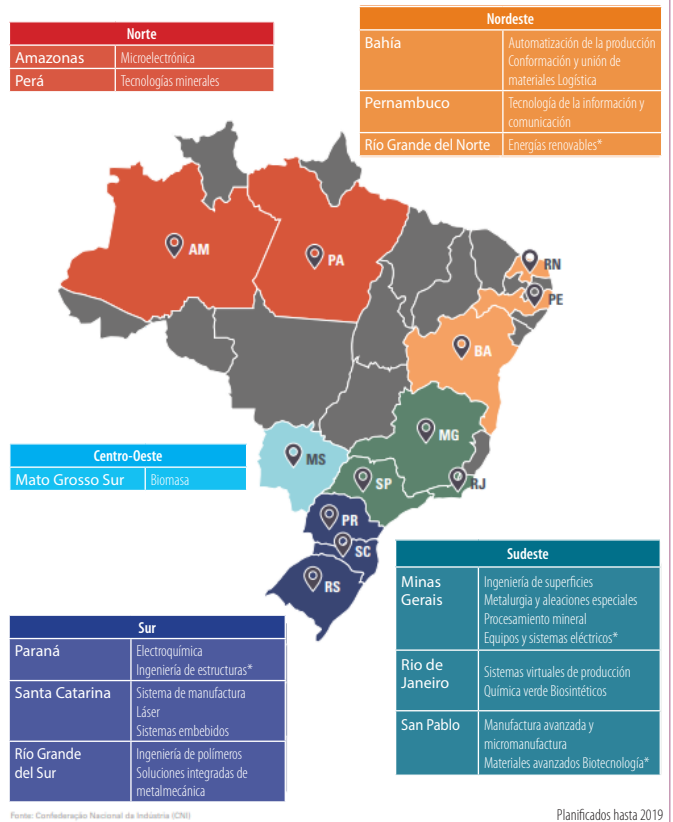 Norte
Amazonas Microelectrónica
Perá Tecnologías minerales
Nordeste
Bahía Automatización de la producción
Conformación y unión de
materiales Logística
Pernambuco Tecnología de la información y
comunicación
Río Grande del Norte Energías renovables*
AM
PA
RN
PE
BA
MG
MS
SP
RJ
PR
SC
RS
Centro-Oeste
Mato Grosso Sur Biomasa
Sudeste
Minas Ingeniería de superficies
Gerais Metalurgia y aleaciones especiales
Procesamiento mineral
Equipos y sistemas eléctricos*
Rio de Sistemas virtuales de producción
Janeiro Química verde Biosintéticos
San Pablo Manufactura avanzada y
micromanufactura
Materiales avanzados Biotecnología*
Sur
Paraná Electroquímica
Ingeniería de estructuras*
Santa Catarina Sistema de manufactura
Láser
Sistemas embebidos
Río Grande Ingeniería de polímeros
del Sur Soluciones integradas de
metalmecánica
Fonte: Confederação Nacional da Indústria (CNI)
Planificados hasta 2019